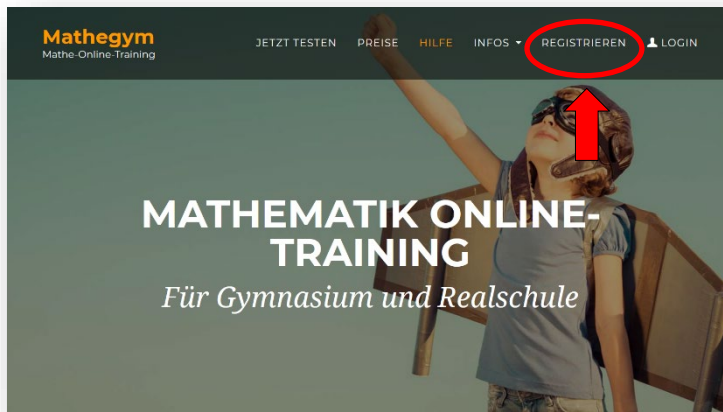 Mathegym
Mathe-Online-Training
JETZT TESTEN PREISE HILFE INFOS REGISTRIEREN LOGIN
MATHEMATIK ONLINE-
TRAINING
Für Gymnasium und Realschule